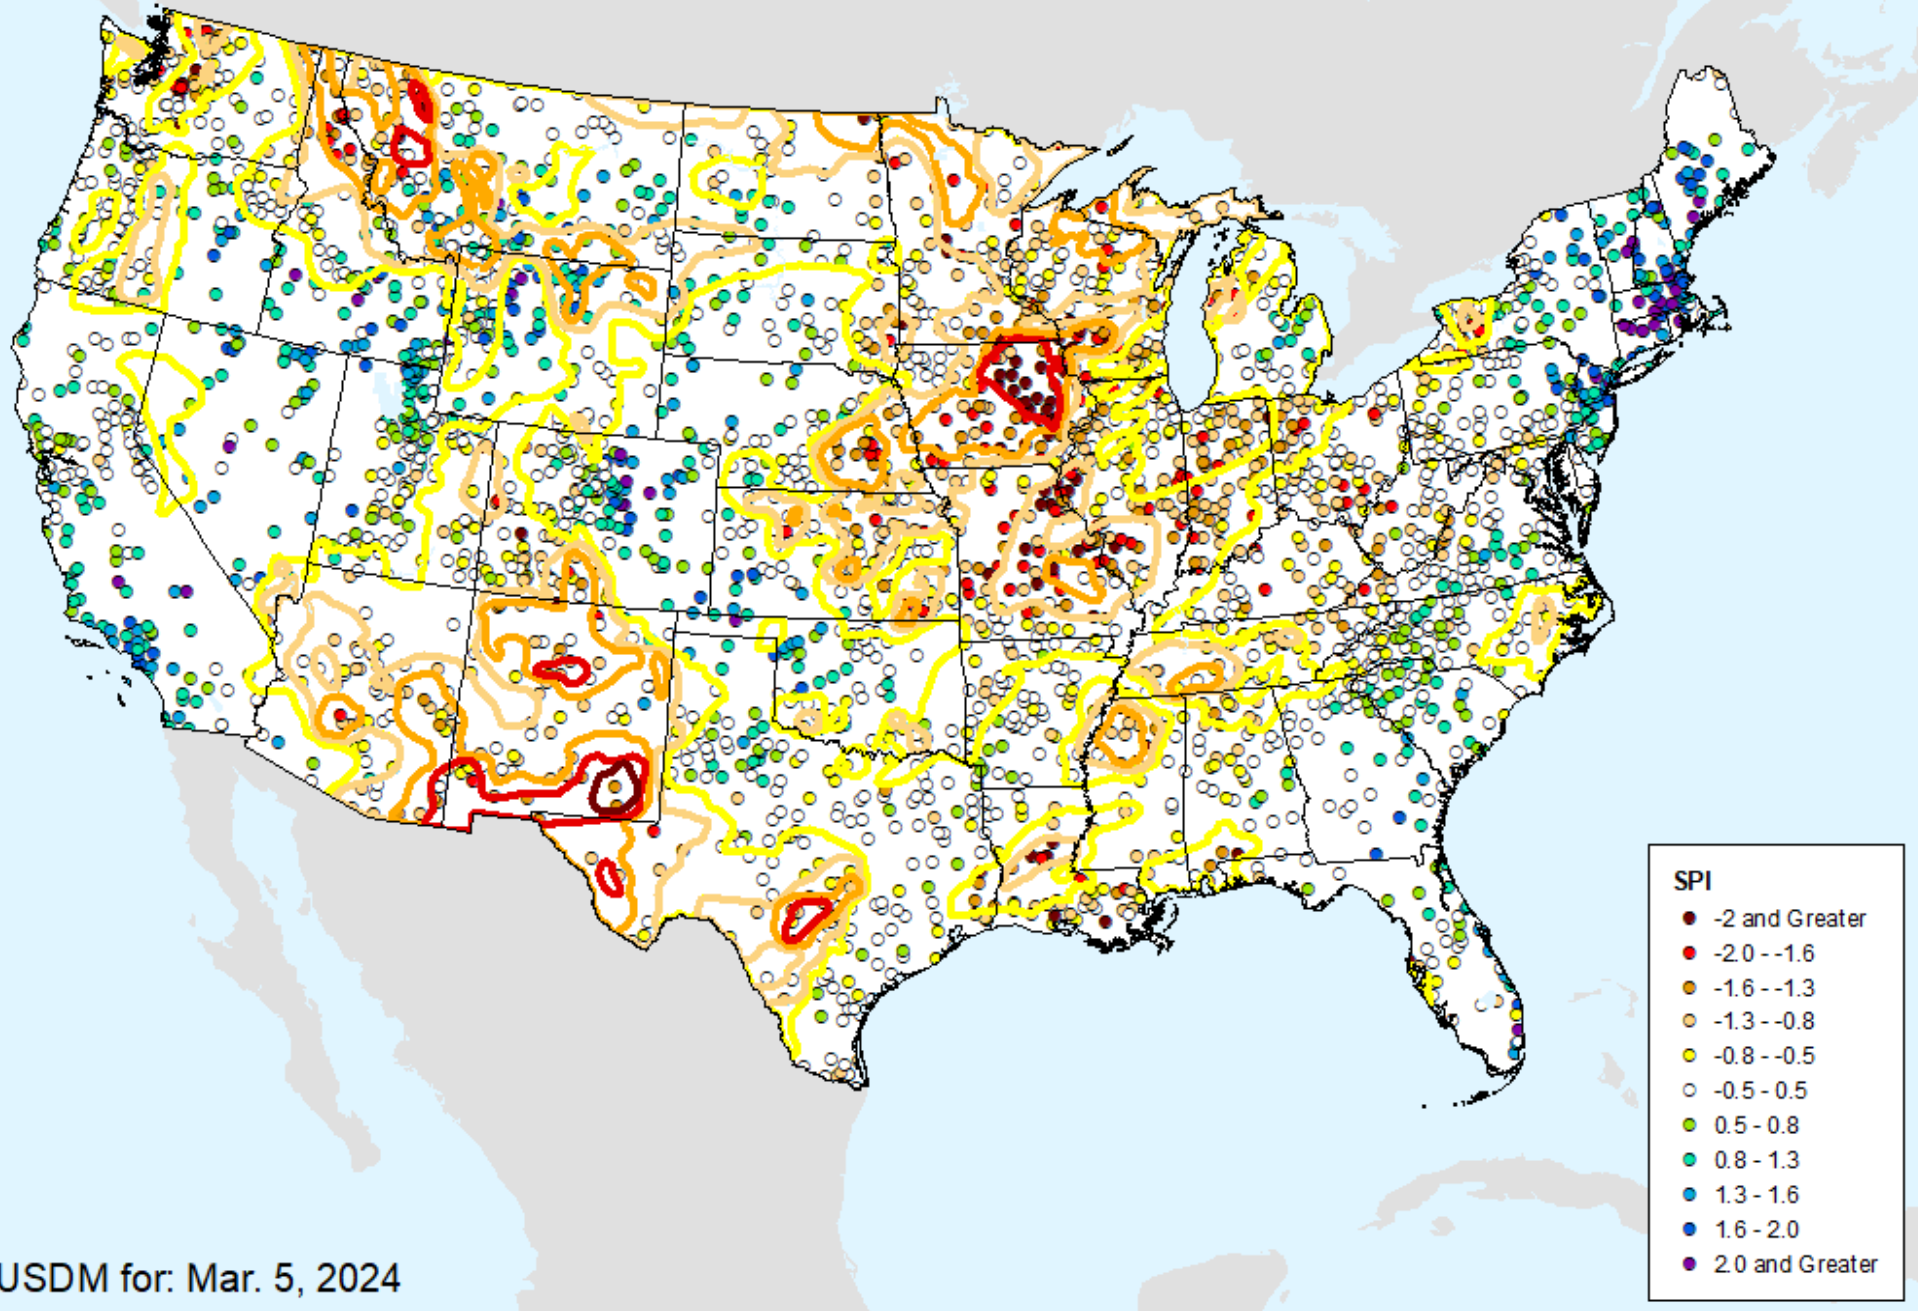 SPI
-2 and Greater
-2.0 - -1.6
-1.6 - -1.3
-1.3 - -0.8
-0.8 - -0.5
-0.5 - 0.5
0.5 - 0.8
0.8 - 1.3
1.3 - 1.6
1.6 - 2.0
2.0 and Greater
USDM for: Mar. 5, 2024